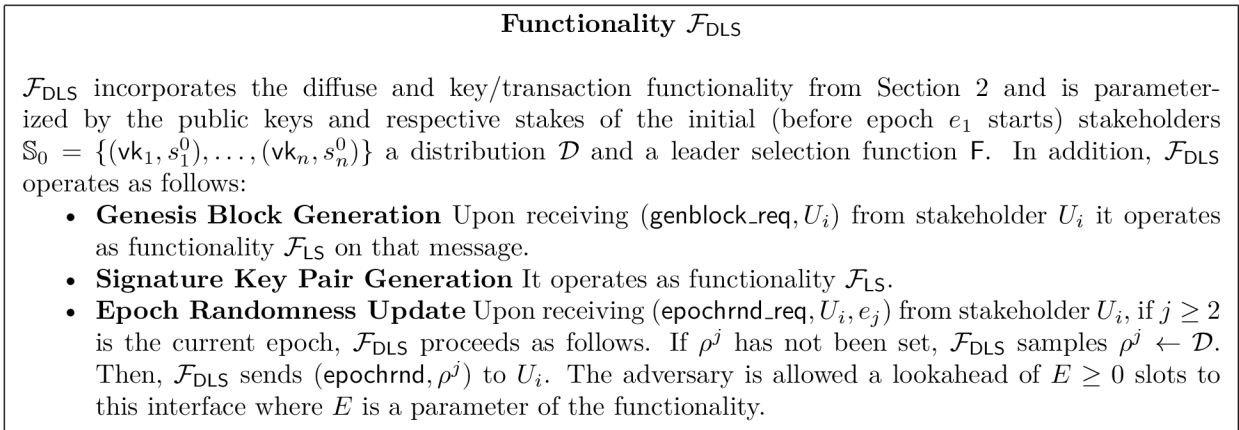 Functionality $\mathcal{F}_{\mathsf{DLS}}$
$\mathcal{F}_{\mathsf{DLS}}$ incorporates the diffuse and key/transaction functionality from Section 2 and is parameter-
ized by the public keys and respective stakes of the initial (before epoch $e_1$ starts) stakeholders
$\mathbb{S}_0 = \{(\mathsf{vk}_1, s_1^0), \ldots, (\mathsf{vk}_n, s_n^0)\}$ a distribution $\mathcal{D}$ and a leader selection function $\mathsf{F}$. In addition, $\mathcal{F}_{\mathsf{DLS}}$
operates as follows:
• Genesis Block Generation Upon receiving $(\mathsf{genblock\_req}, U_i)$ from stakeholder $U_i$ it operates
as functionality $\mathcal{F}_{\mathsf{LS}}$ on that message.
• Signature Key Pair Generation It operates as functionality $\mathcal{F}_{\mathsf{LS}}$.
• Epoch Randomness Update Upon receiving $(\mathsf{epochrnd\_req}, U_i, e_j)$ from stakeholder $U_i$, if $j \geq 2$
is the current epoch, $\mathcal{F}_{\mathsf{DLS}}$ proceeds as follows. If $\rho^j$ has not been set, $\mathcal{F}_{\mathsf{DLS}}$ samples $\rho^j \leftarrow \mathcal{D}$.
Then, $\mathcal{F}_{\mathsf{DLS}}$ sends $(\mathsf{epochrnd}, \rho^j)$ to $U_i$. The adversary is allowed a lookahead of $E \geq 0$ slots to
this interface where $E$ is a parameter of the functionality.